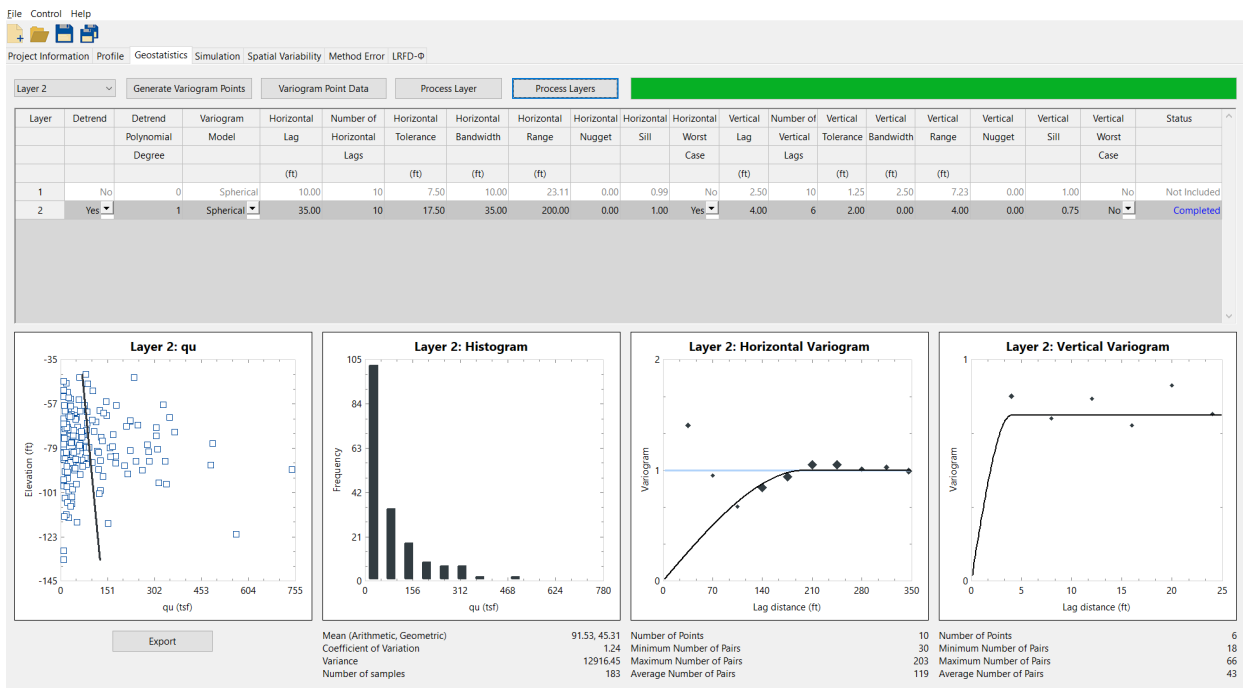 File Control Help
Project Information Profile Geostatistics Simulation Spatial Variability Method Error LRFD-Φ
Layer 2 Generate Variogram Points Variogram Point Data Process Layer Process Layers
Layer Detrend Detrend Variogram Horizontal Number of Horizontal Horizontal Horizontal Horizontal Horizontal Horizontal Vertical Number of Vertical Vertical Vertical Vertical Vertical Vertical Status
Polynomial Model Lag Horizontal Tolerance Bandwidth Range Nugget Sill Worst Lag Vertical Tolerance Bandwidth Range Nugget Sill Worst
Degree Lags Case Lags Case
(ft) (ft) (ft) (ft) (ft) (ft) (ft) (ft)
1 No 0 Spherical 10.00 10 7.50 10.00 23.11 0.00 0.99 No 2.50 10 1.25 2.50 7.23 0.00 1.00 No Not Included
2 Yes 1 Spherical 35.00 10 17.50 35.00 200.00 0.00 1.00 Yes 4.00 6 2.00 0.00 4.00 0.00 0.75 No Completed
Layer 2: qu
-35
-57
-79
-101
-123
-145
Elevation (ft)
0 151 302 453 604 755
qu (tsf)
Export
Layer 2: Histogram
105
84
63
42
21
0
Frequency
0 156 312 468 624 780
qu (tsf)
Mean (Arithmetic, Geometric) 91.53, 45.31
Coefficient of Variation 1.24
Variance 12916.45
Number of samples 183
Layer 2: Horizontal Variogram
2
1
0
Variogram
0 70 140 210 280 350
Lag distance (ft)
Number of Points 10
Minimum Number of Pairs 30
Maximum Number of Pairs 203
Average Number of Pairs 119
Layer 2: Vertical Variogram
1
0
Variogram
0 5 10 15 20 25
Lag distance (ft)
Number of Points 6
Minimum Number of Pairs 18
Maximum Number of Pairs 66
Average Number of Pairs 43